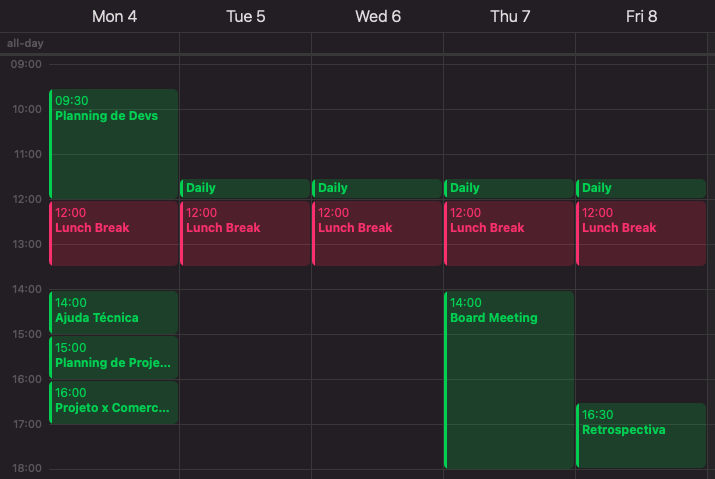 Mon 4
Tue 5
Wed 6
Thu 7
Fri 8
all-day
09:00
09:30
Planning de Devs
10:00
11:00
Daily
Daily
Daily
Daily
12:00
12:00
Lunch Break
12:00
Lunch Break
12:00
Lunch Break
12:00
Lunch Break
12:00
Lunch Break
13:00
14:00
14:00
Ajuda Técnica
14:00
Board Meeting
15:00
15:00
Planning de Proje...
16:00
16:00
Projeto x Comerc...
16:30
Retrospectiva
17:00
18:00